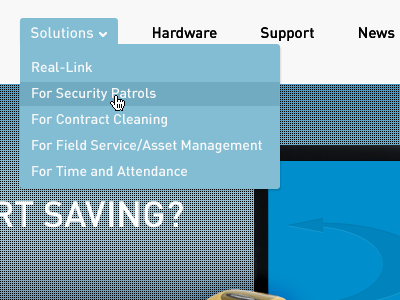 Solutions Hardware Support News
Real-Link
For Security Patrols
For Contract Cleaning
For Field Service/Asset Management
For Time and Attendance
RT SAVING?